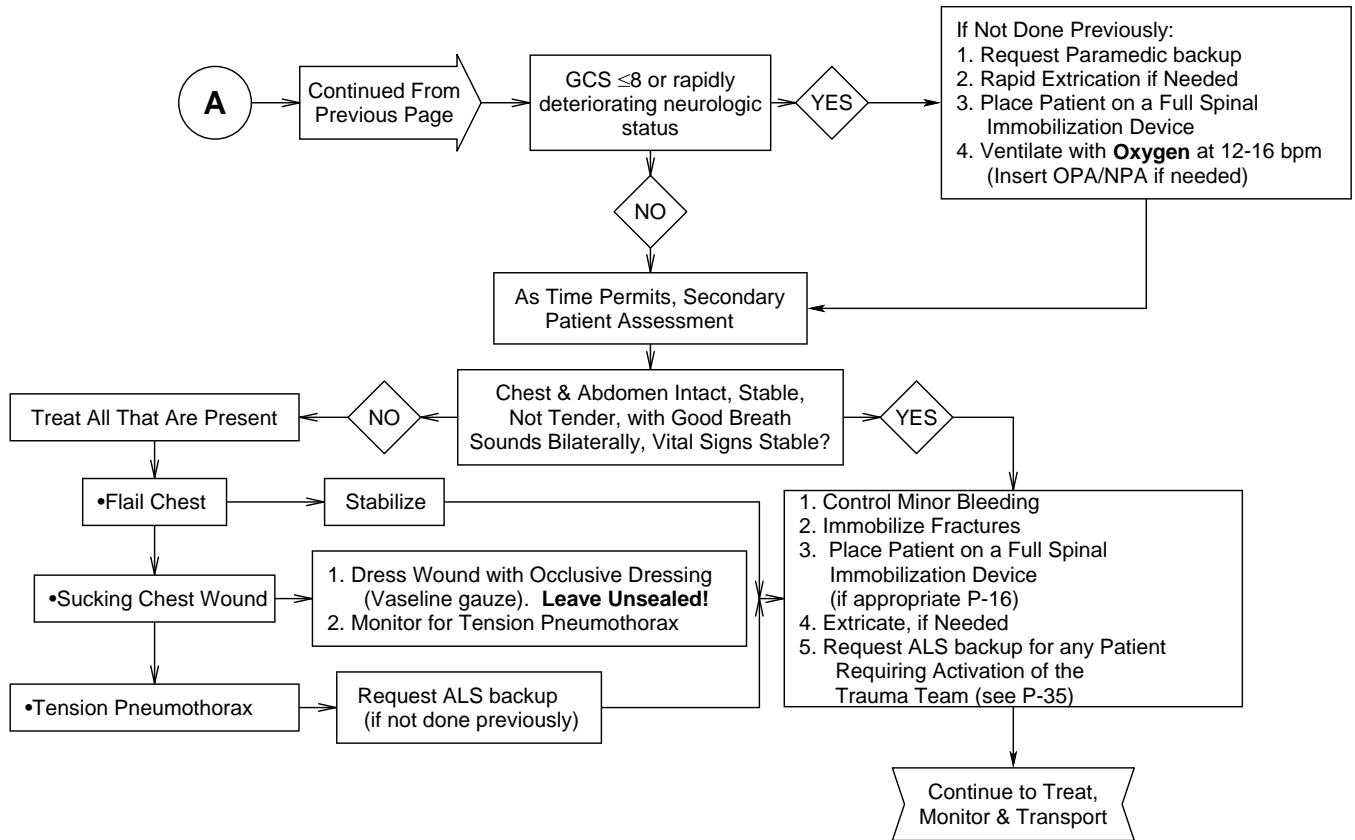 A
Continued From
Previous Page
GCS ≤8 or rapidly
deteriorating neurologic
status
YES
If Not Done Previously:
1. Request Paramedic backup
2. Rapid Extrication if Needed
3. Place Patient on a Full Spinal
Immobilization Device
4. Ventilate with Oxygen at 12-16 bpm
(Insert OPA/NPA if needed)
NO
As Time Permits, Secondary
Patient Assessment
Chest & Abdomen Intact, Stable,
Not Tender, with Good Breath
Sounds Bilaterally, Vital Signs Stable?
NO
YES
Treat All That Are Present
•Flail Chest
Stabilize
•Sucking Chest Wound
1. Dress Wound with Occlusive Dressing
(Vaseline gauze). Leave Unsealed!
2. Monitor for Tension Pneumothorax
•Tension Pneumothorax
Request ALS backup
(if not done previously)
1. Control Minor Bleeding
2. Immobilize Fractures
3. Place Patient on a Full Spinal
Immobilization Device
(if appropriate P-16)
4. Extricate, if Needed
5. Request ALS backup for any Patient
Requiring Activation of the
Trauma Team (see P-35)
Continue to Treat,
Monitor & Transport